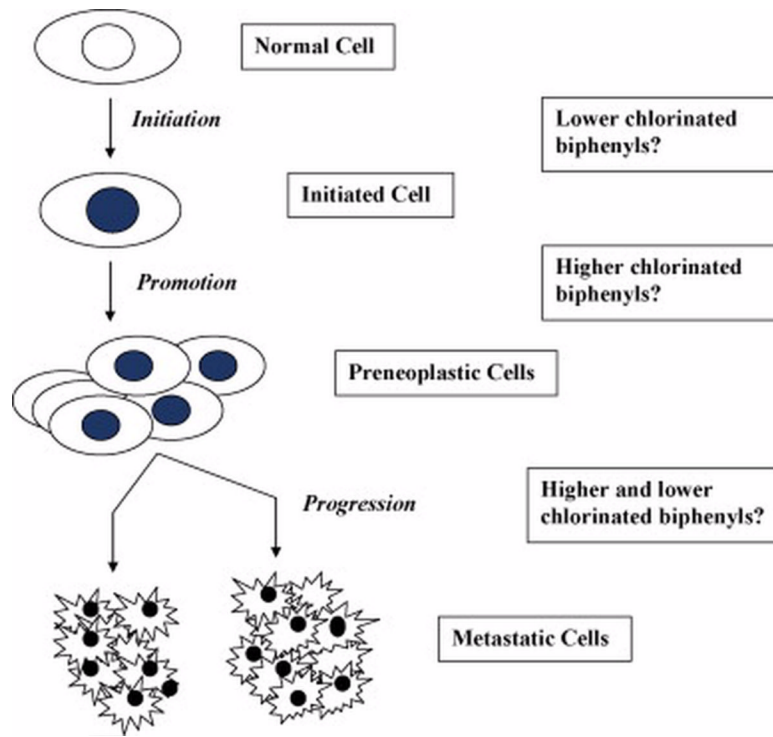 Normal Cell
Initiation
Lower chlorinated
biphenyls?
Initiated Cell
Higher chlorinated
biphenyls?
Promotion
Preneoplastic Cells
Higher and lower
chlorinated biphenyls?
Progression
Metastatic Cells